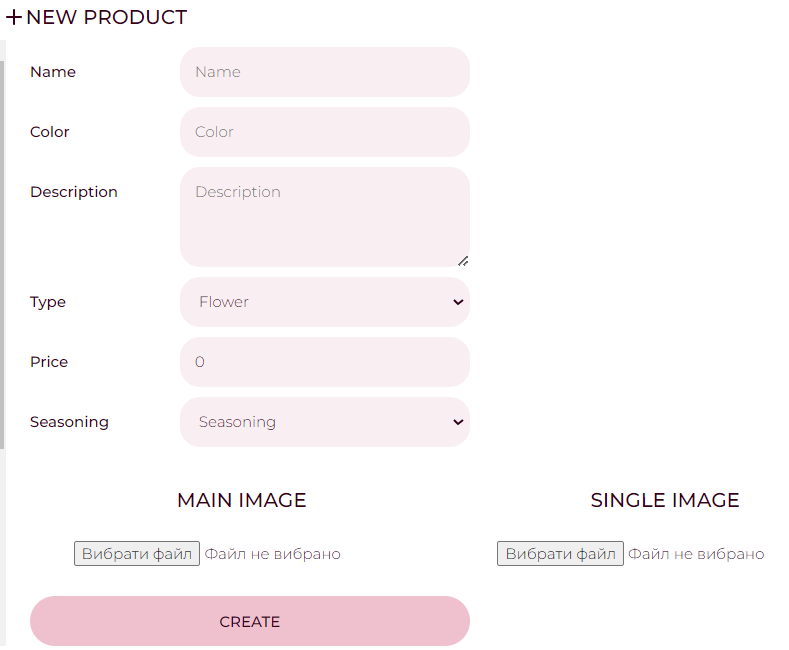 + NEW PRODUCT
Name Name
Color Color
Description Description
Type Flower
Price 0
Seasoning Seasoning
MAIN IMAGE SINGLE IMAGE
Вибрати файл Файл не вибрано Вибрати файл Файл не вибрано
CREATE